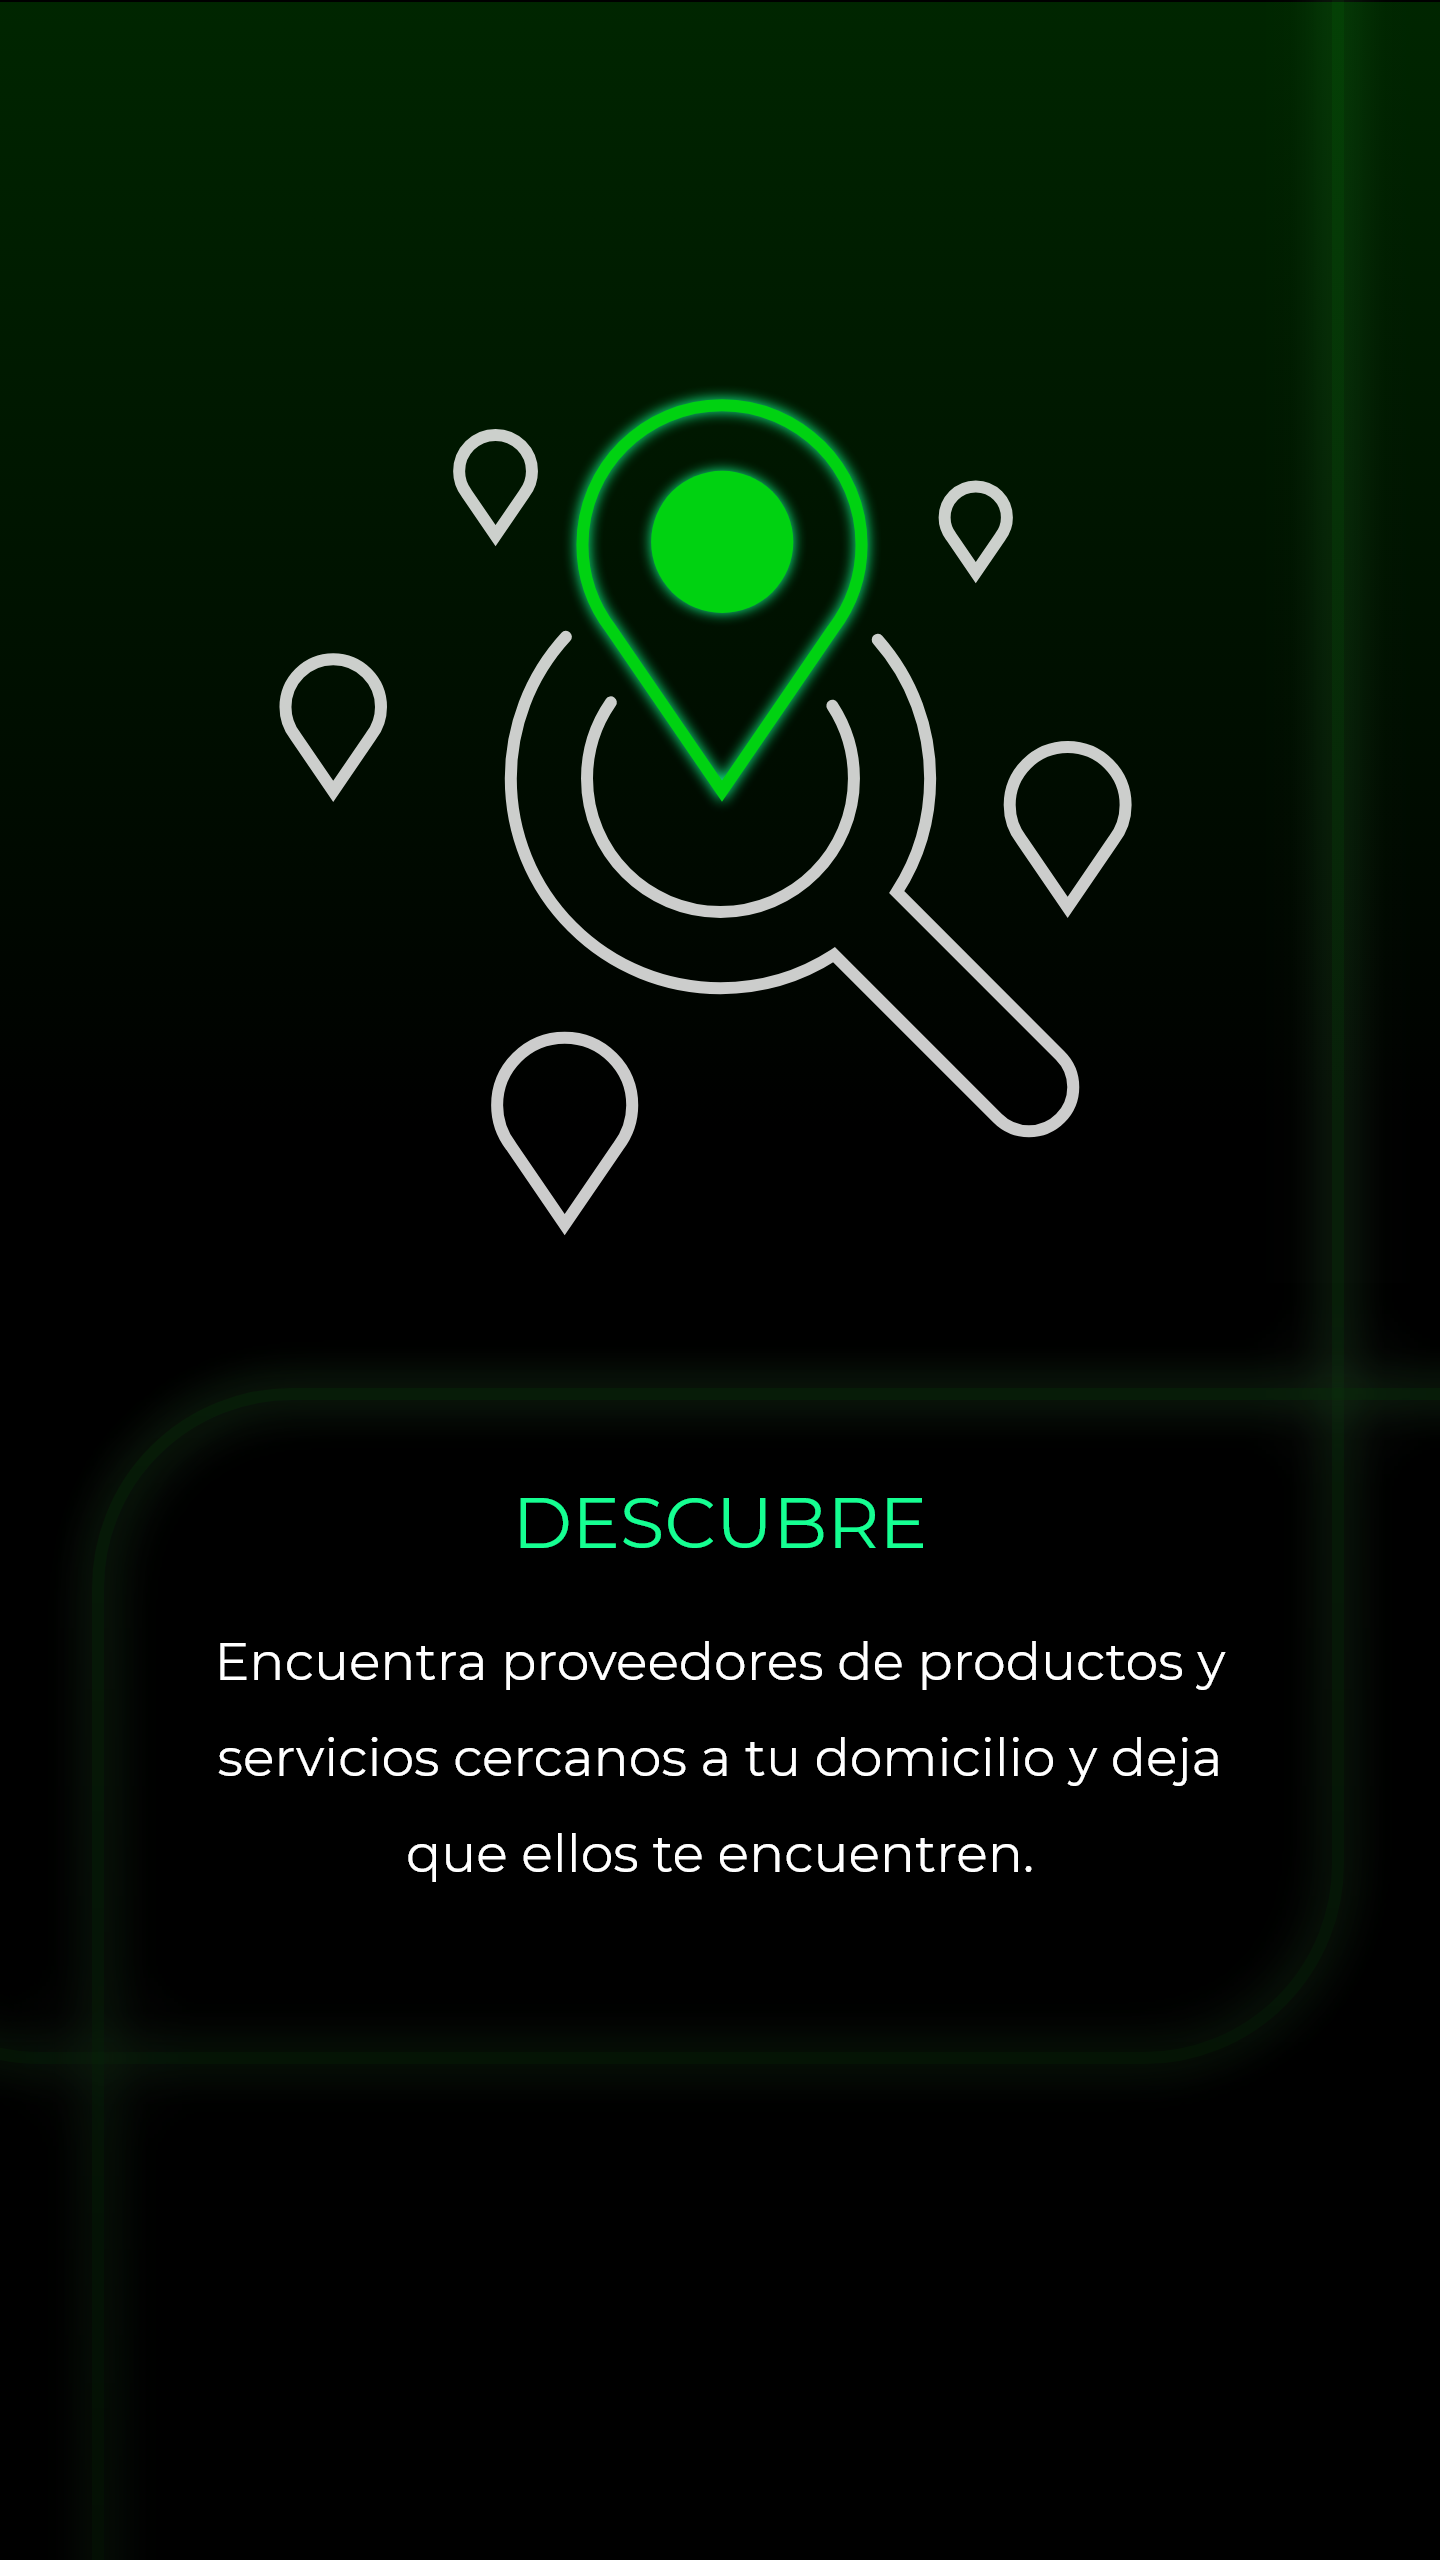 DESCUBRE
Encuentra proveedores de productos y
servicios cercanos a tu domicilio y deja
que ellos te encuentren.